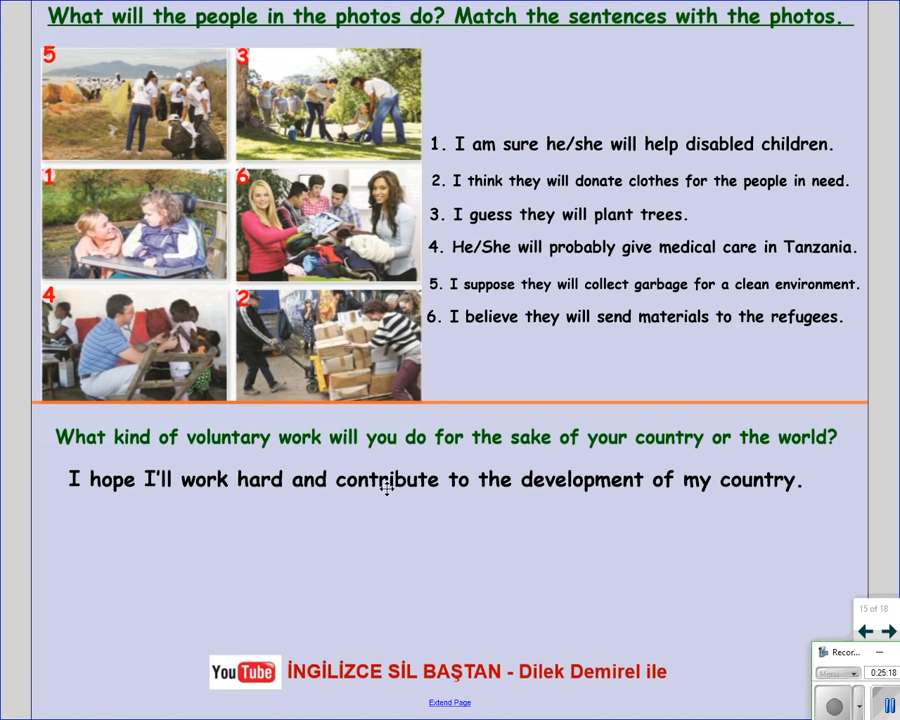 What will the people in the photos do? Match the sentences with the photos.
5
3
1
6
4
2
1. I am sure he/she will help disabled children.
2. I think they will donate clothes for the people in need.
3. I guess they will plant trees.
4. He/She will probably give medical care in Tanzania.
5. I suppose they will collect garbage for a clean environment.
6. I believe they will send materials to the refugees.
What kind of voluntary work will you do for the sake of your country or the world?
I hope I'll work hard and contribute to the development of my country.
YouTube İNGİLİZCE SİL BAŞTAN - Dilek Demirel ile
Extend Page
15 of 18
Recor...
Menu
0:25:18